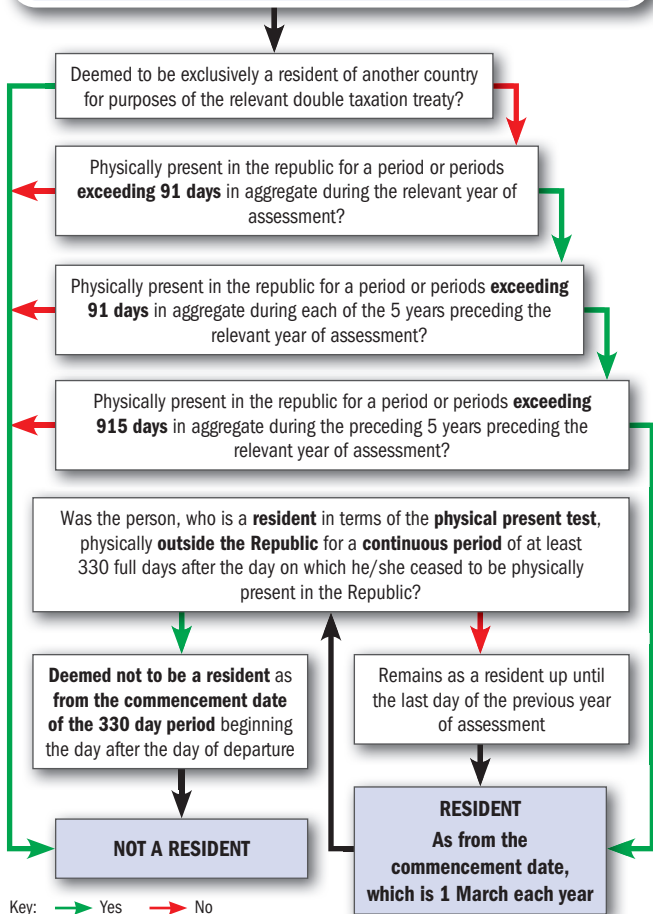 Deemed to be exclusively a resident of another country
for purposes of the relevant double taxation treaty?
Physically present in the republic for a period or periods
exceeding 91 days in aggregate during the relevant year of
assessment?
Physically present in the republic for a period or periods exceeding
91 days in aggregate during each of the 5 years preceding the
relevant year of assessment?
Physically present in the republic for a period or periods exceeding
915 days in aggregate during the preceding 5 years preceding the
relevant year of assessment?
Was the person, who is a resident in terms of the physical present test,
physically outside the Republic for a continuous period of at least
330 full days after the day on which he/she ceased to be physically
present in the Republic?
Deemed not to be a resident as
from the commencement date
of the 330 day period beginning
the day after the day of departure
Remains as a resident up until
the last day of the previous year
of assessment
NOT A RESIDENT
RESIDENT
As from the
commencement date,
which is 1 March each year
Key: Yes No